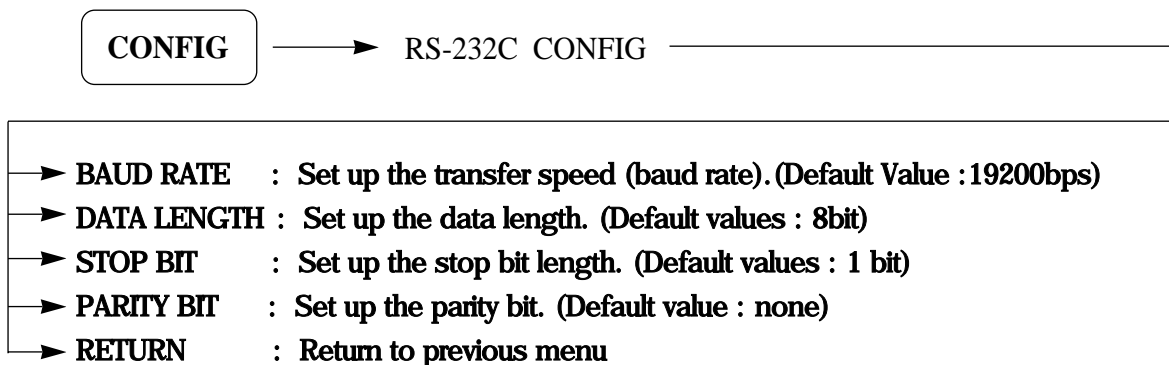 CONFIG RS-232C CONFIG
BAUD RATE : Set up the transfer speed (baud rate).(Default Value :19200bps)
DATA LENGTH : Set up the data length. (Default values : 8bit)
STOP BIT : Set up the stop bit length. (Default values : 1 bit)
PARITY BIT : Set up the parity bit. (Default value : none)
RETURN : Return to previous menu